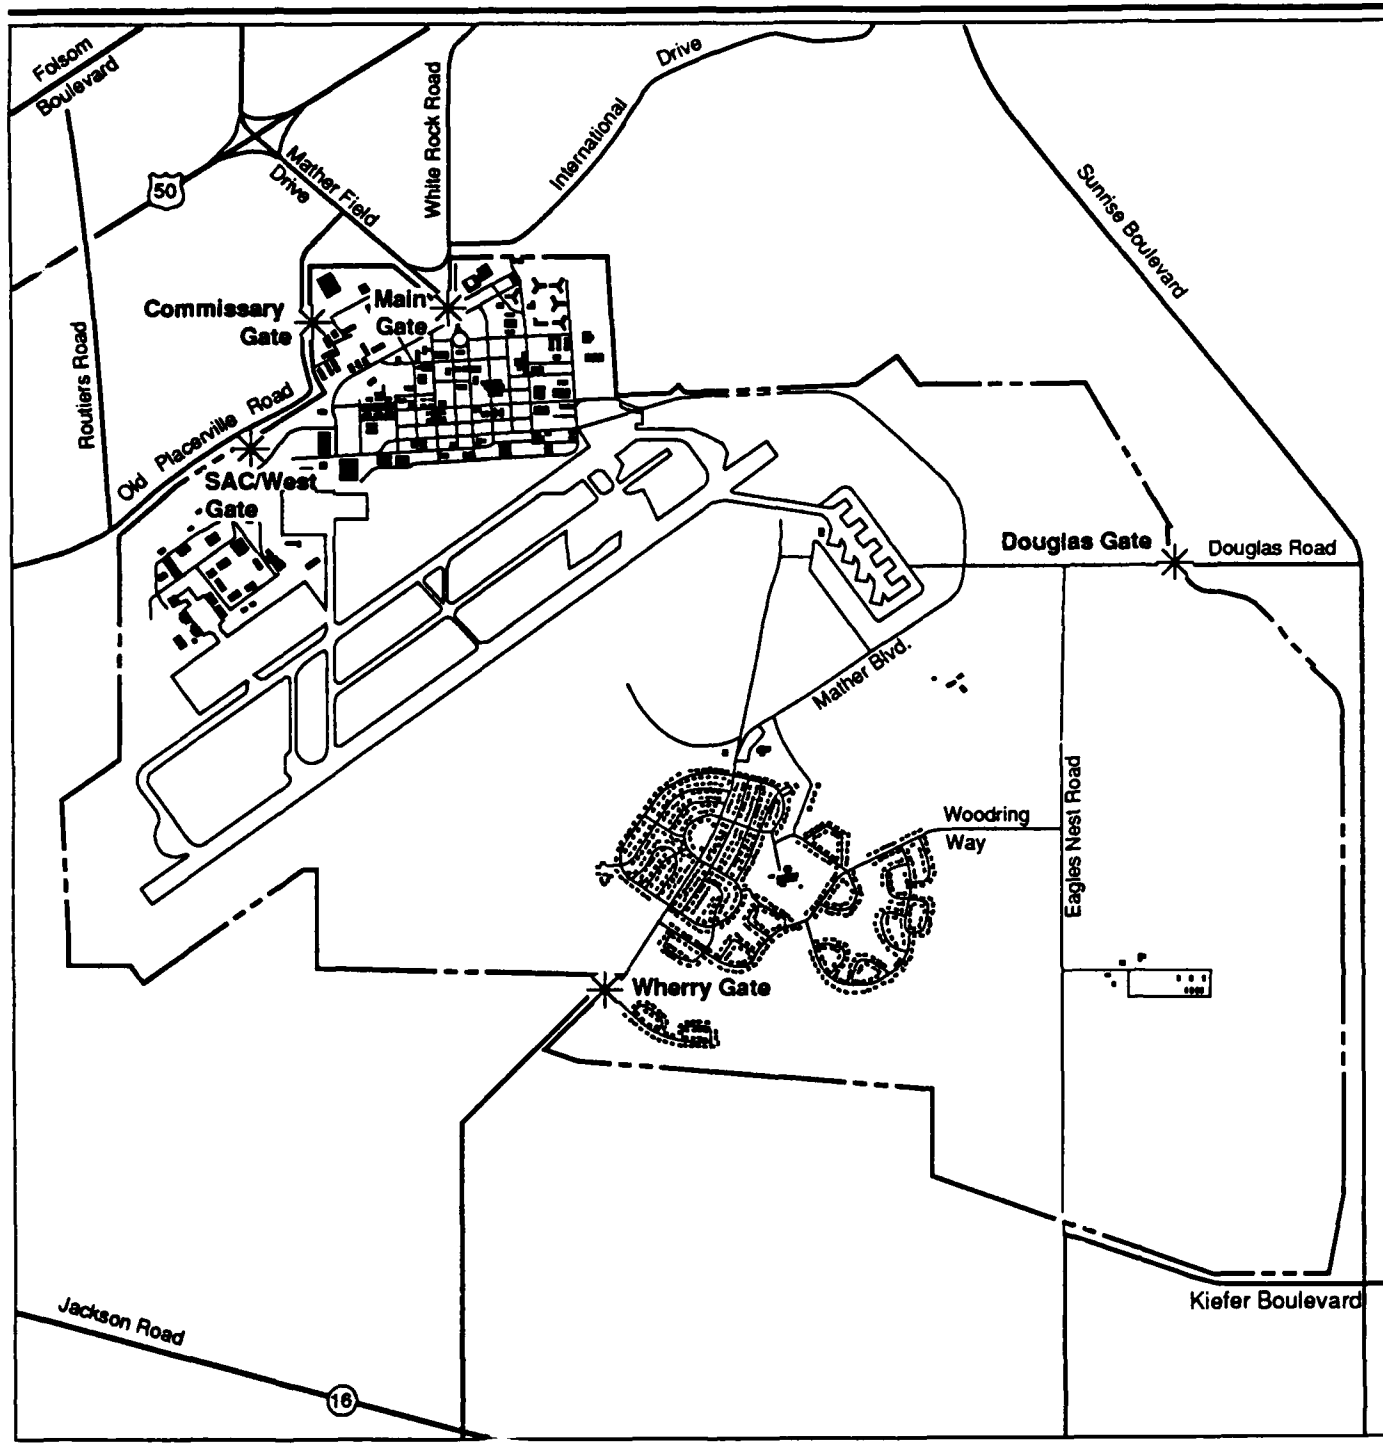 Folsom
Boulevard
50
Mather Field
Drive
White Rock Road
International
Drive
Sunrise Boulevard
Routiers Road
Commissary
Gate
Main
Gate
Old Placerville Road
SAC/West
Gate
Douglas Gate
Douglas Road
Mather Blvd.
Woodring
Way
Eagles Nest Road
Wherry Gate
Kiefer Boulevard
Jackson Road
16